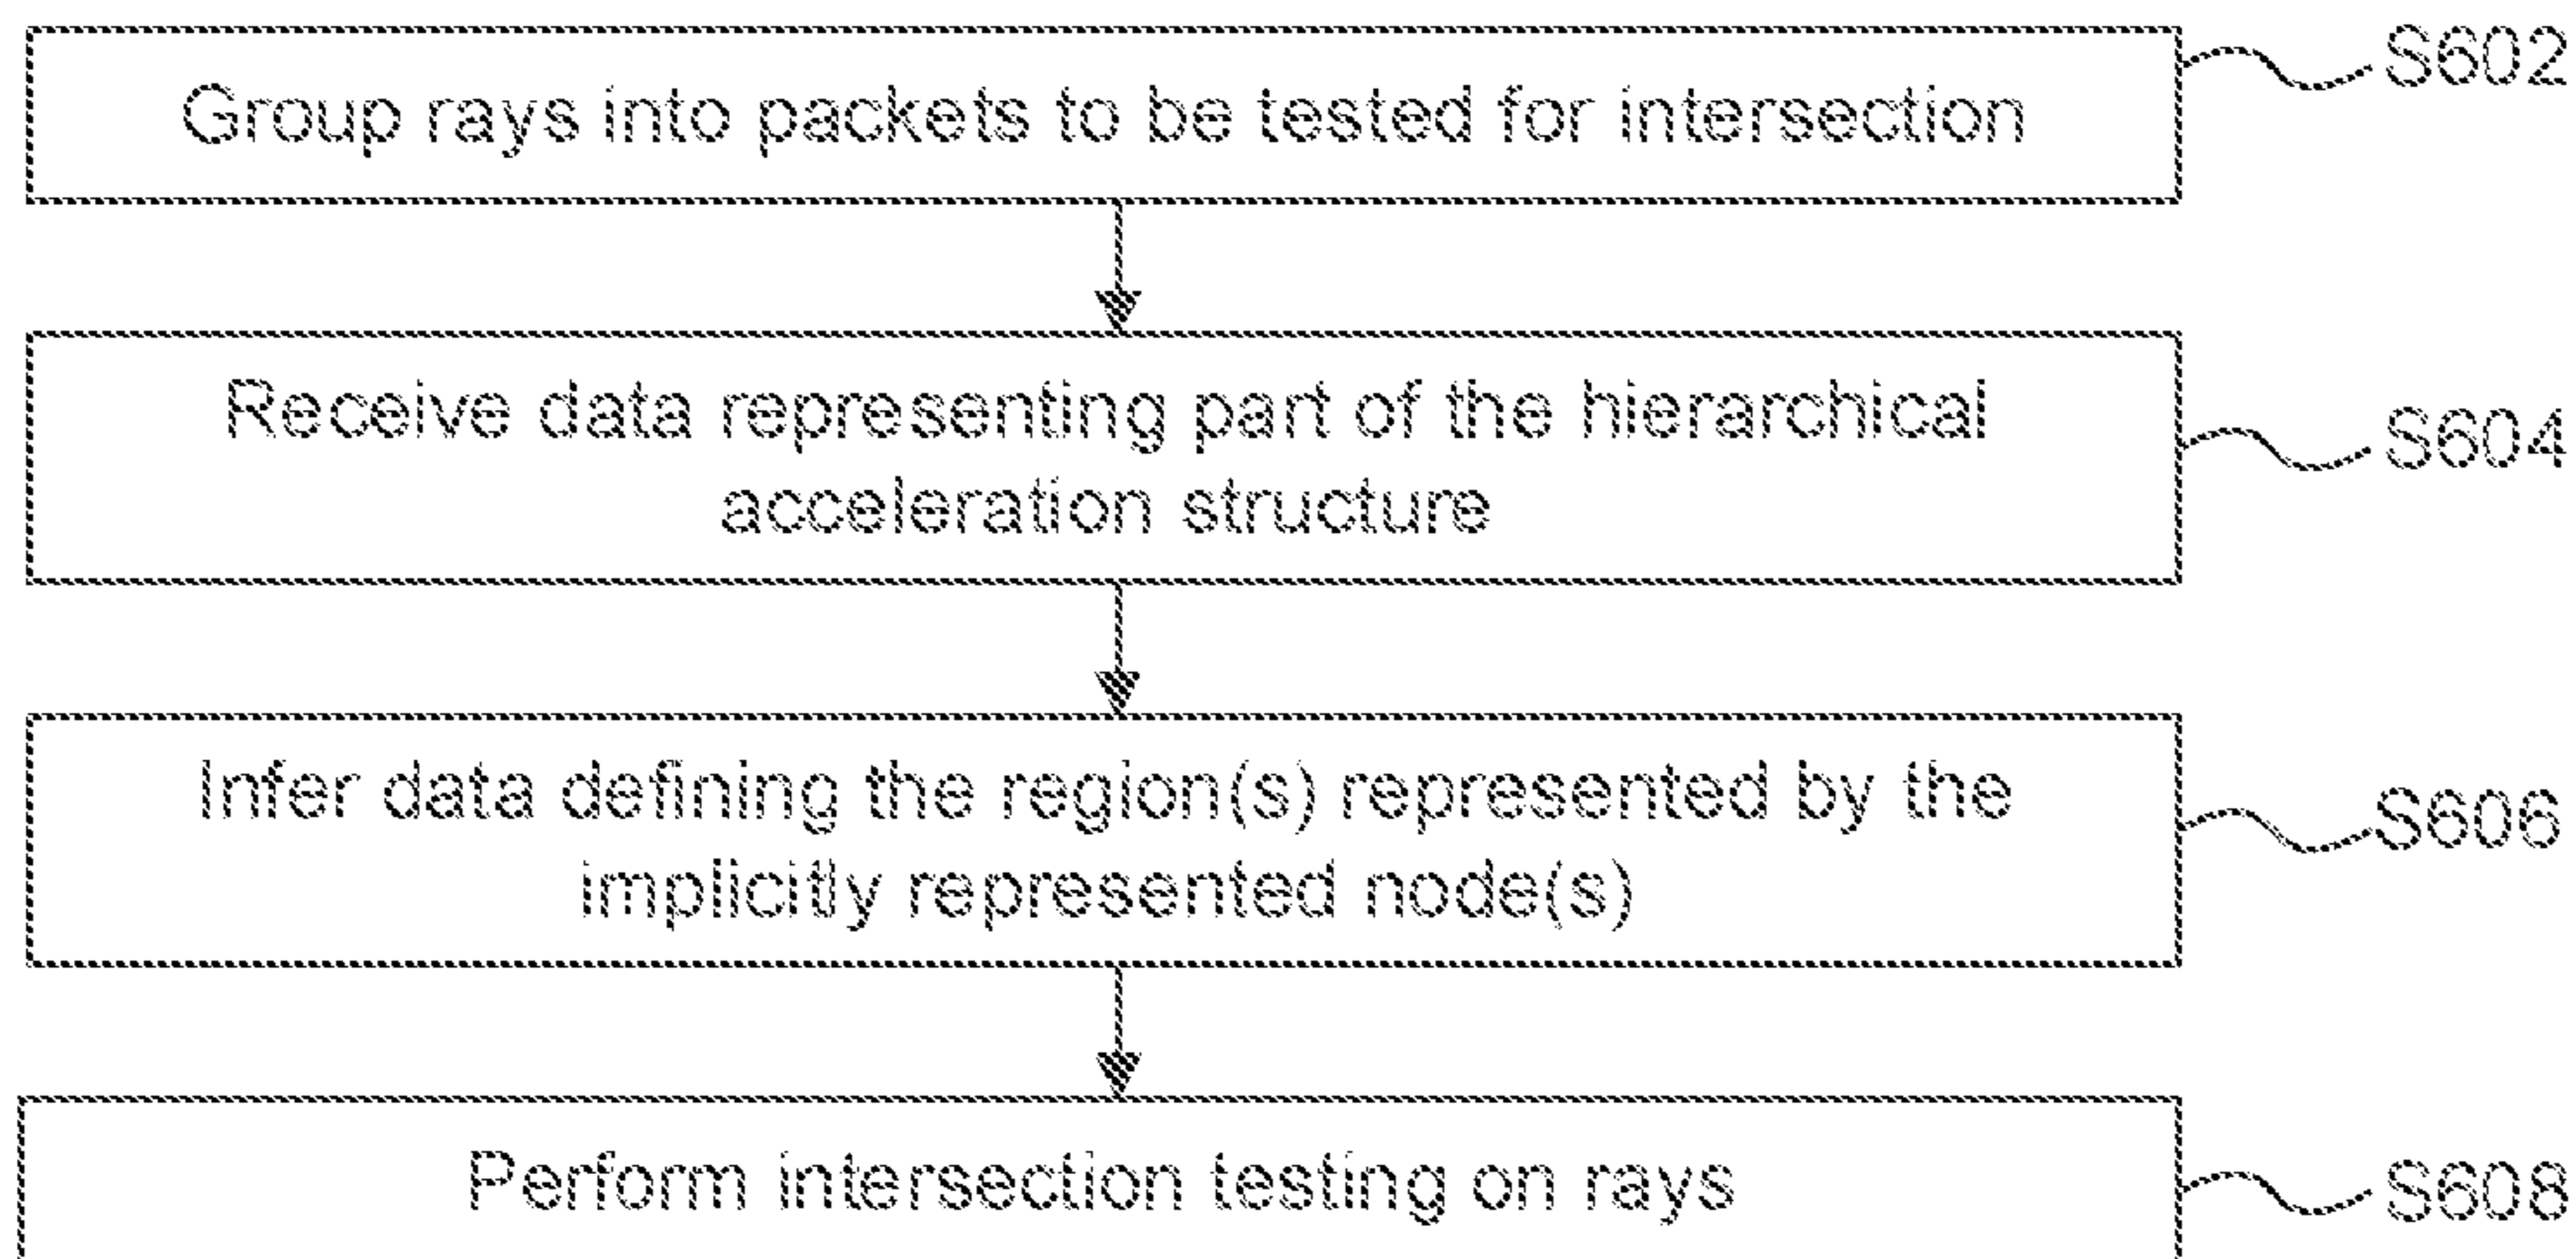 Group rays into packets to be tested for intersection
S602
Receive data representing part of the hierarchical
acceleration structure
S604
Infer data defining the region(s) represented by the
implicitly represented node(s)
S606
Perform intersection testing on rays
S608